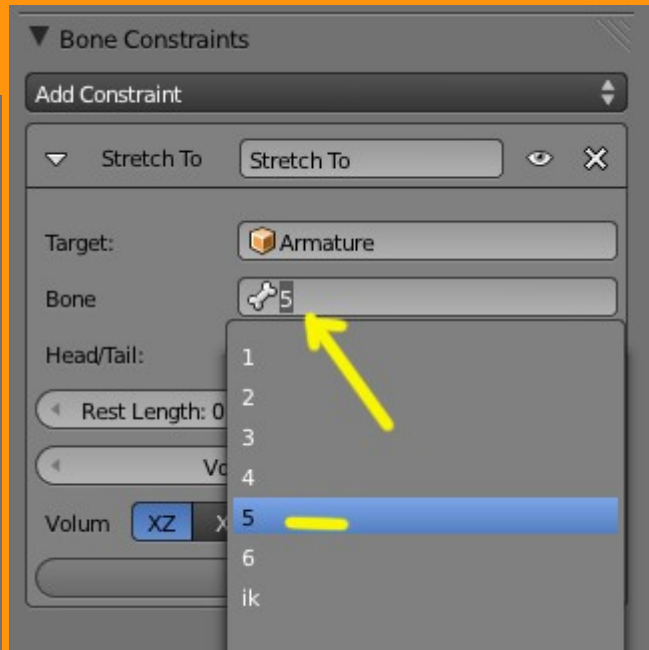 Bone Constraints
Add Constraint
Stretch To Stretch To
Target: Armature
Bone 5
Head/Tail:
1
Rest Length: 0 2
3
4
Volum XZ X 5
6
ik